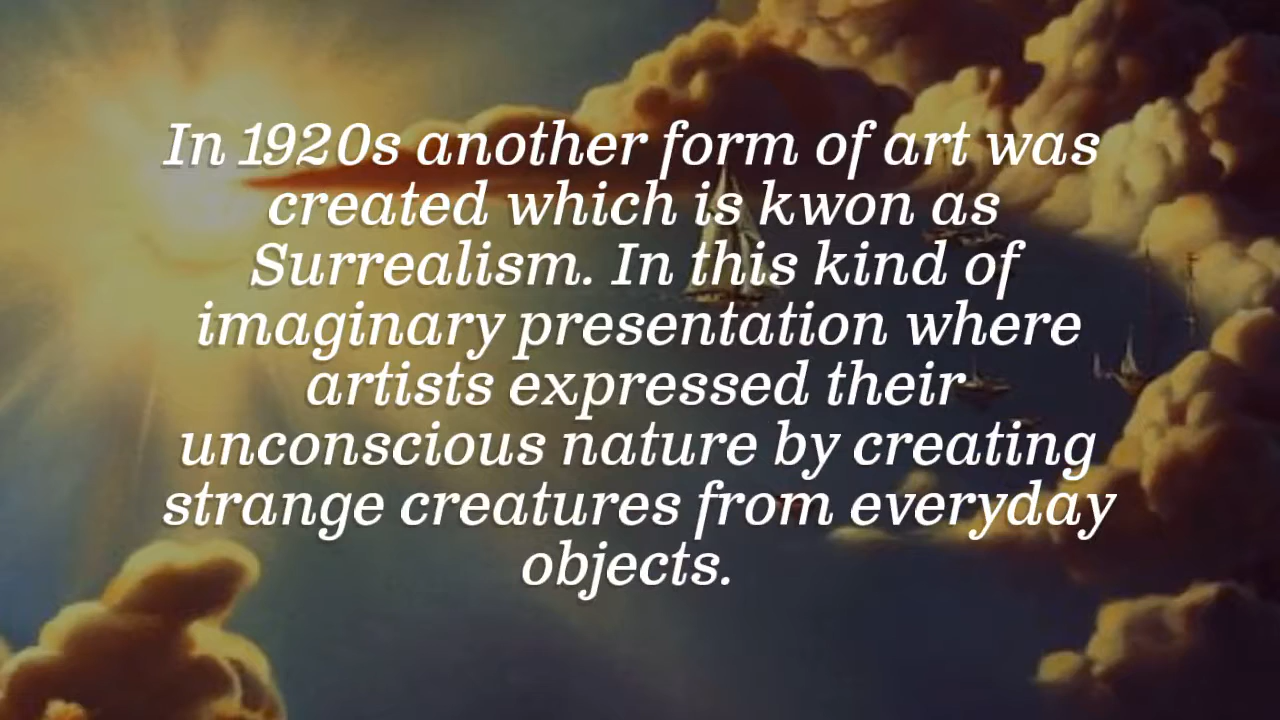 In 1920s another form of art was
created which is kwon as
Surrealism. In this kind of
imaginary presentation where
artists expressed their
unconscious nature by creating
strange creatures from everyday
objects.